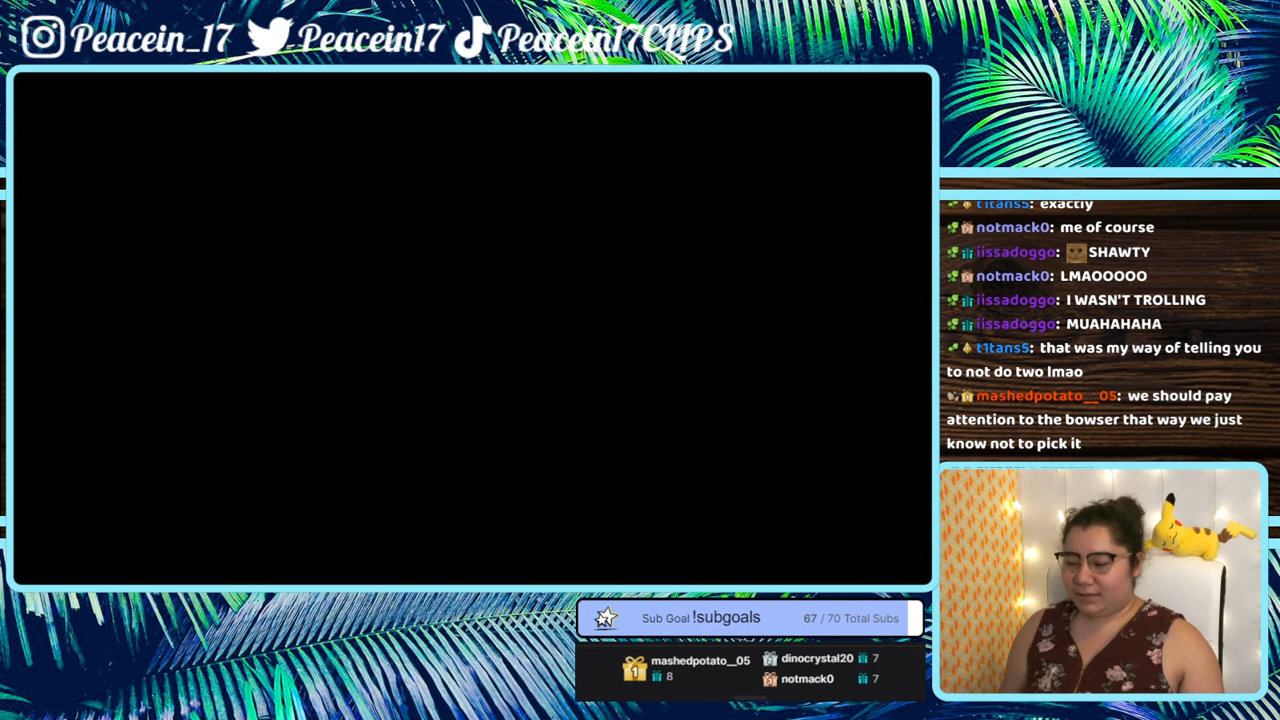 Peacein_17 Peacein17 Peacein17ClIPS
t1tans5: exactly
notmack0: me of course
iissadoggo: SHAWTY
notmack0: LMAOOOOO
iissadoggo: I WASN'T TROLLING
iissadoggo: MUAHAHAHA
t1tans5: that was my way of telling you
to not do two lmao
mashedpotato__05: we should pay
attention to the bowser that way we just
know not to pick it
Sub Goal !subgoals 67 / 70 Total Subs
1 mashedpotato__05 8
dinocrystal20 7
notmack0 7